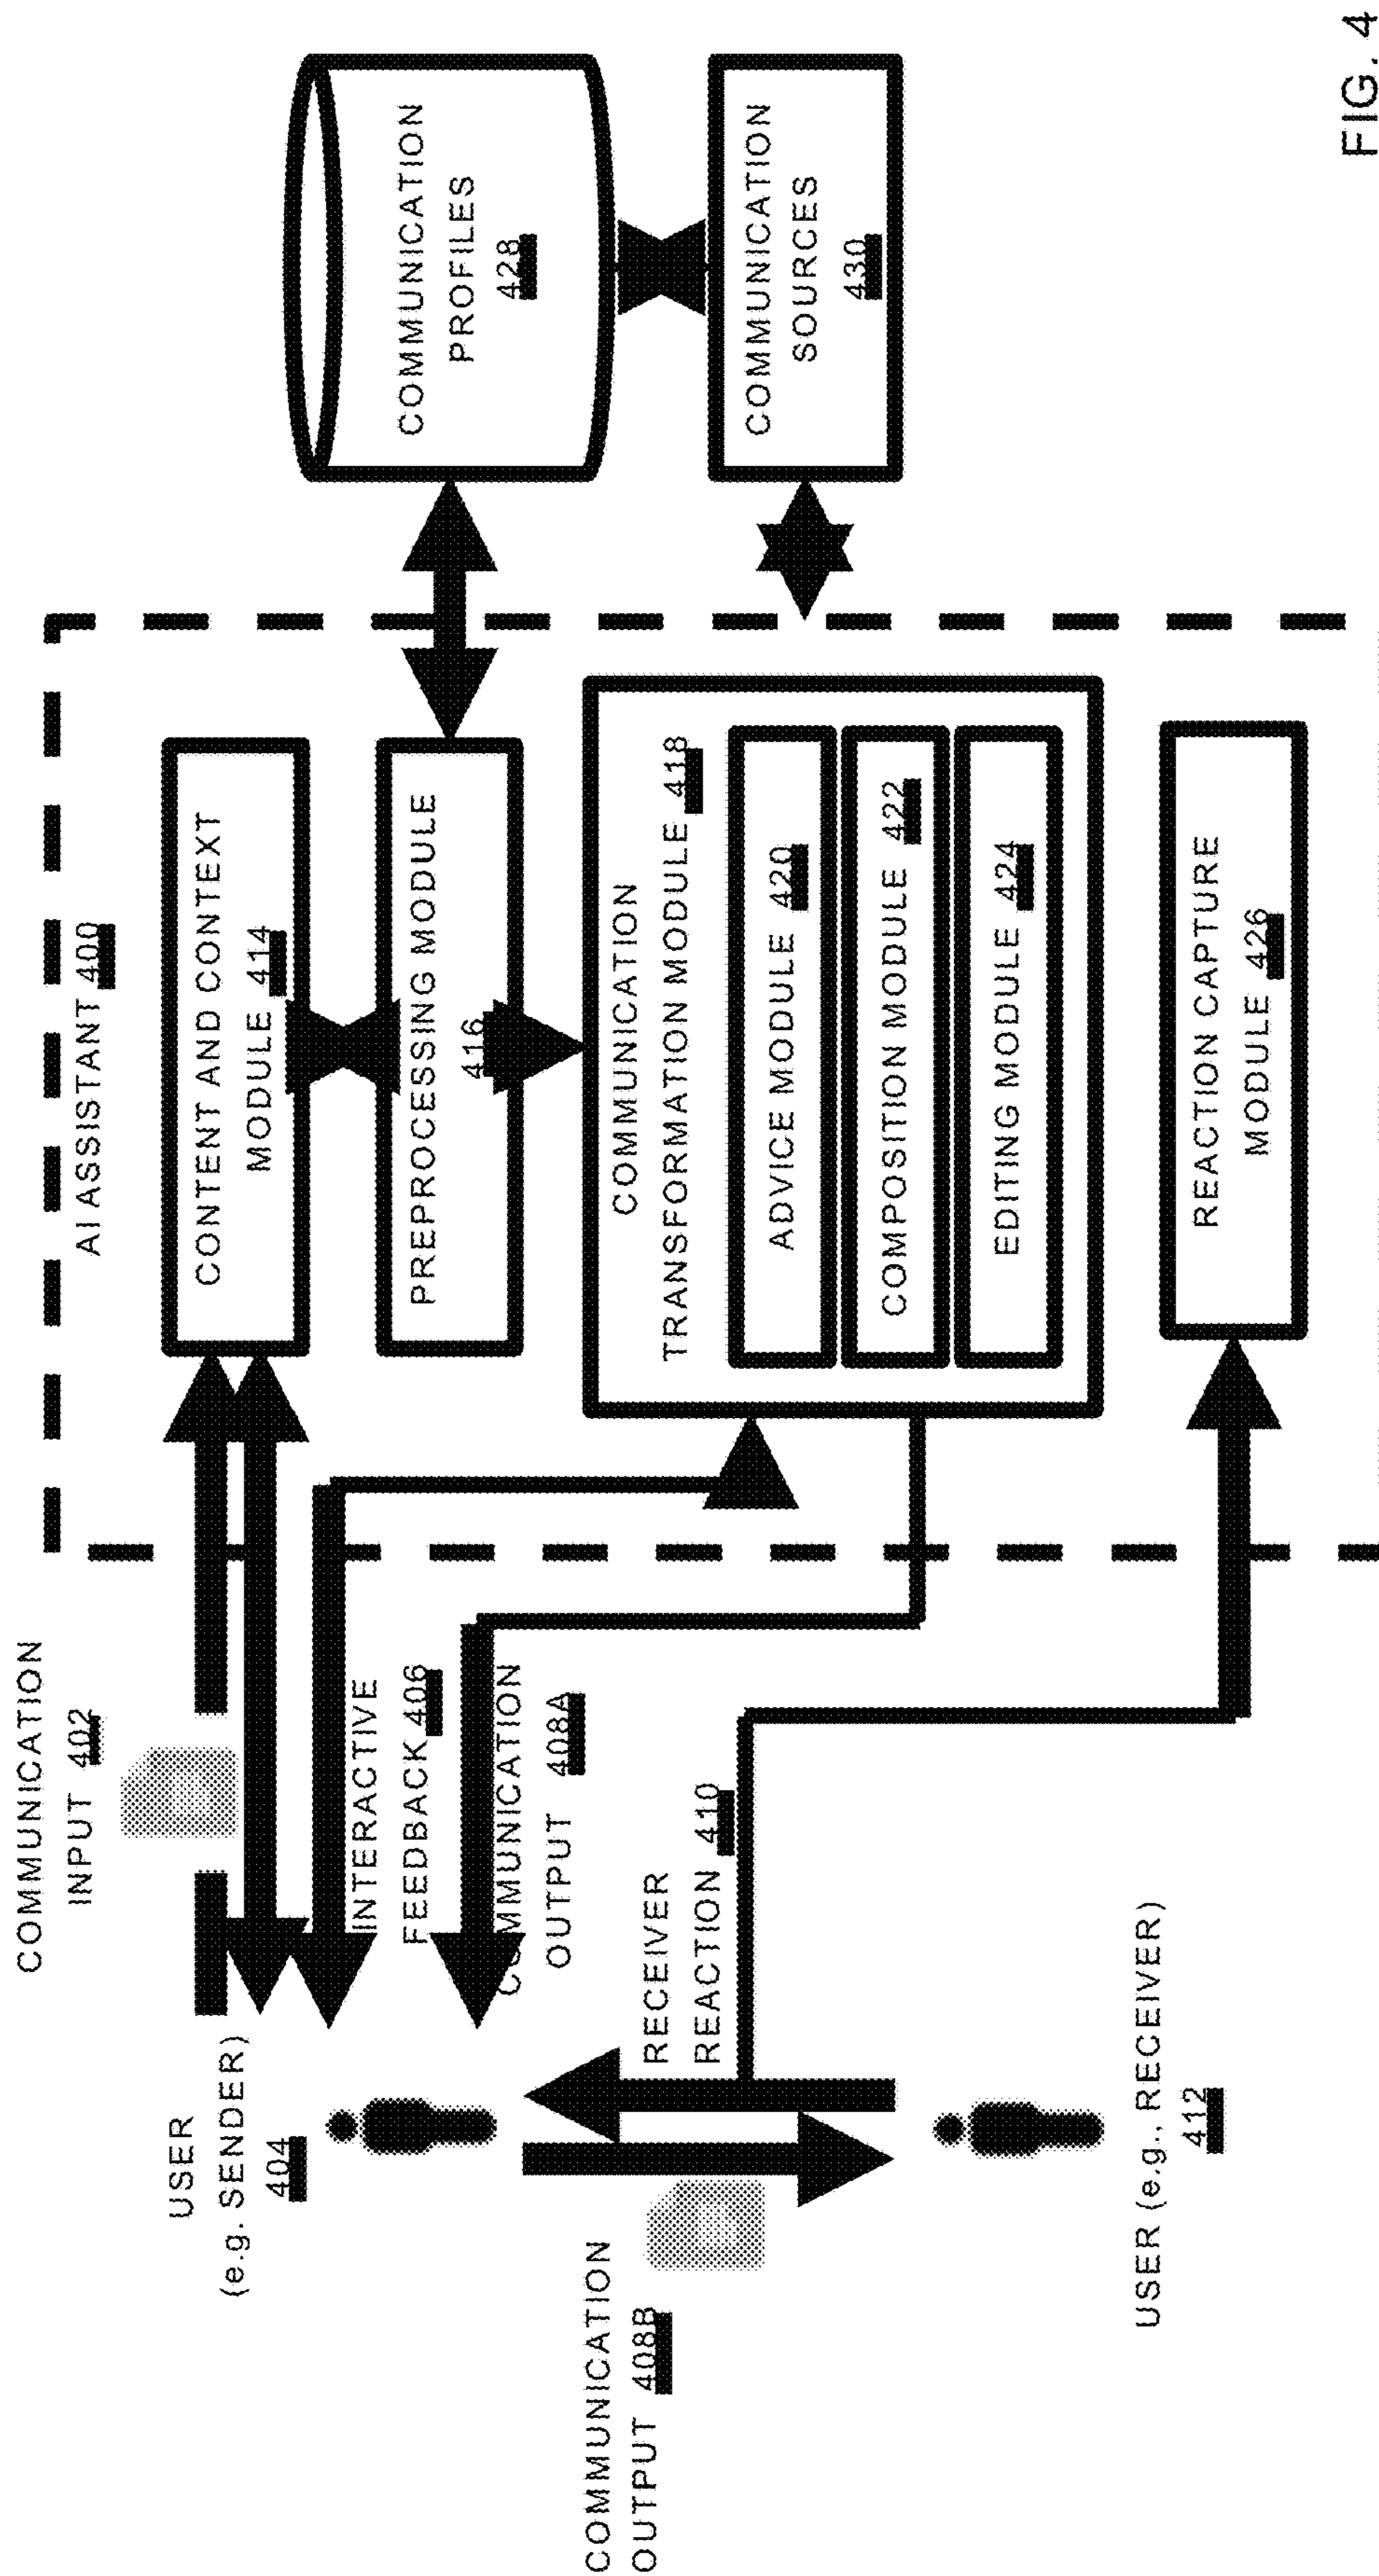 COMMUNICATION
INPUT 402
USER
(e.g. SENDER)
404
INTERACTIVE
FEEDBACK 406
COMMUNICATION
OUTPUT 408A
COMMUNICATION
OUTPUT 408B
RECEIVER
REACTION 410
USER (e.g., RECEIVER)
412
AI ASSISTANT 400
CONTENT AND CONTEXT
MODULE 414
PREPROCESSING MODULE
416
COMMUNICATION
TRANSFORMATION MODULE 418
ADVICE MODULE 420
COMPOSITION MODULE 422
EDITING MODULE 424
REACTION CAPTURE
MODULE 426
COMMUNICATION
PROFILES
428
COMMUNICATION
SOURCES
430
FIG. 4